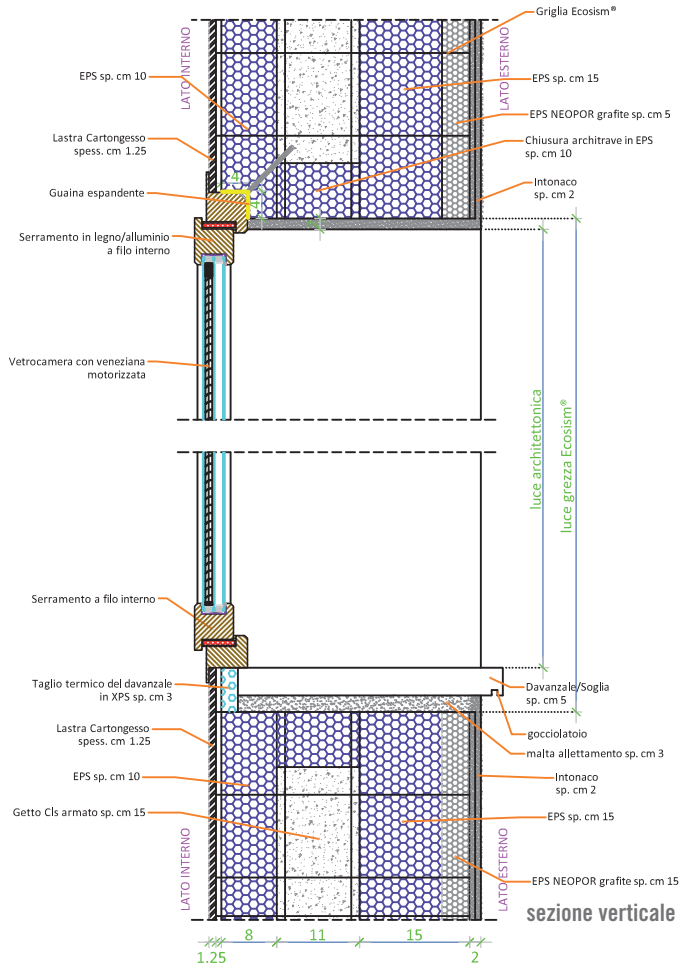 Griglia Ecosism®
LATO INTERNO
LATO ESTERNO
EPS sp. cm 10
EPS sp. cm 15
EPS NEOPOR grafite sp. cm 5
Lastra Cartongesso
spess. cm 1.25
Chiusura architrave in EPS
sp. cm 10
4
Guaina espandente
4
Intonaco
sp. cm 2
Serramento in legno/alluminio
a filo interno
Vetrocamera con veneziana
motorizzata
luce architettonica
luce grezza Ecosism®
Serramento a filo interno
Taglio termico del davanzale
in XPS sp. cm 3
Davanzale/Soglia
sp. cm 5
Lastra Cartongesso
spess. cm 1.25
gocciolatoio
malta allettamento sp. cm 3
EPS sp. cm 10
Intonaco
sp. cm 2
Getto Cls armato sp. cm 15
EPS sp. cm 15
LATO INTERNO
LATO ESTERNO
EPS NEOPOR grafite sp. cm 15
sezione verticale
8
11
15
1.25
2